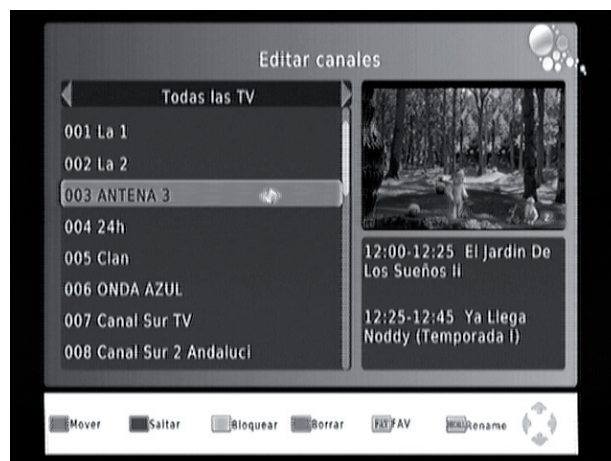 Editar canales
Todas las TV
001 La 1
002 La 2
003 ANTENA 3
004 24h
005 Clan
006 ONDA AZUL
007 Canal Sur TV
008 Canal Sur 2 Andaluci
12:00-12:25 El Jardin De
Los Sueños Ii
12:25-12:45 Ya Llega
Noddy (Temporada I)
Mover Saltar Bloquear Borrar FAV FAV Rename